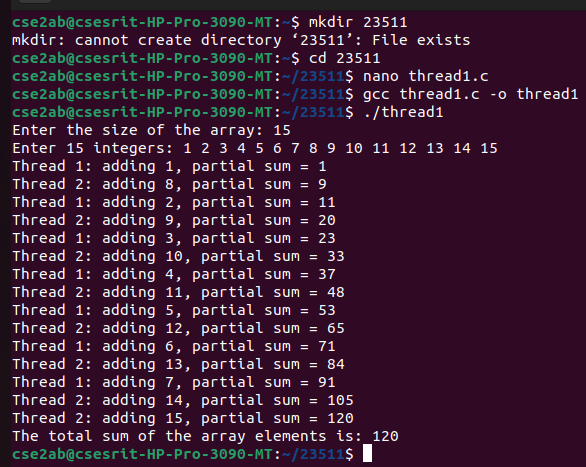 cse2ab@csesrit-HP-Pro-3090-MT:~$ mkdir 23511
mkdir: cannot create directory ‘23511’: File exists
cse2ab@csesrit-HP-Pro-3090-MT:~$ cd 23511
cse2ab@csesrit-HP-Pro-3090-MT:~/23511$ nano thread1.c
cse2ab@csesrit-HP-Pro-3090-MT:~/23511$ gcc thread1.c -o thread1
cse2ab@csesrit-HP-Pro-3090-MT:~/23511$ ./thread1
Enter the size of the array: 15
Enter 15 integers: 1 2 3 4 5 6 7 8 9 10 11 12 13 14 15
Thread 1: adding 1, partial sum = 1
Thread 2: adding 8, partial sum = 9
Thread 1: adding 2, partial sum = 11
Thread 2: adding 9, partial sum = 20
Thread 1: adding 3, partial sum = 23
Thread 2: adding 10, partial sum = 33
Thread 1: adding 4, partial sum = 37
Thread 2: adding 11, partial sum = 48
Thread 1: adding 5, partial sum = 53
Thread 2: adding 12, partial sum = 65
Thread 1: adding 6, partial sum = 71
Thread 2: adding 13, partial sum = 84
Thread 1: adding 7, partial sum = 91
Thread 2: adding 14, partial sum = 105
Thread 2: adding 15, partial sum = 120
The total sum of the array elements is: 120
cse2ab@csesrit-HP-Pro-3090-MT:~/23511$